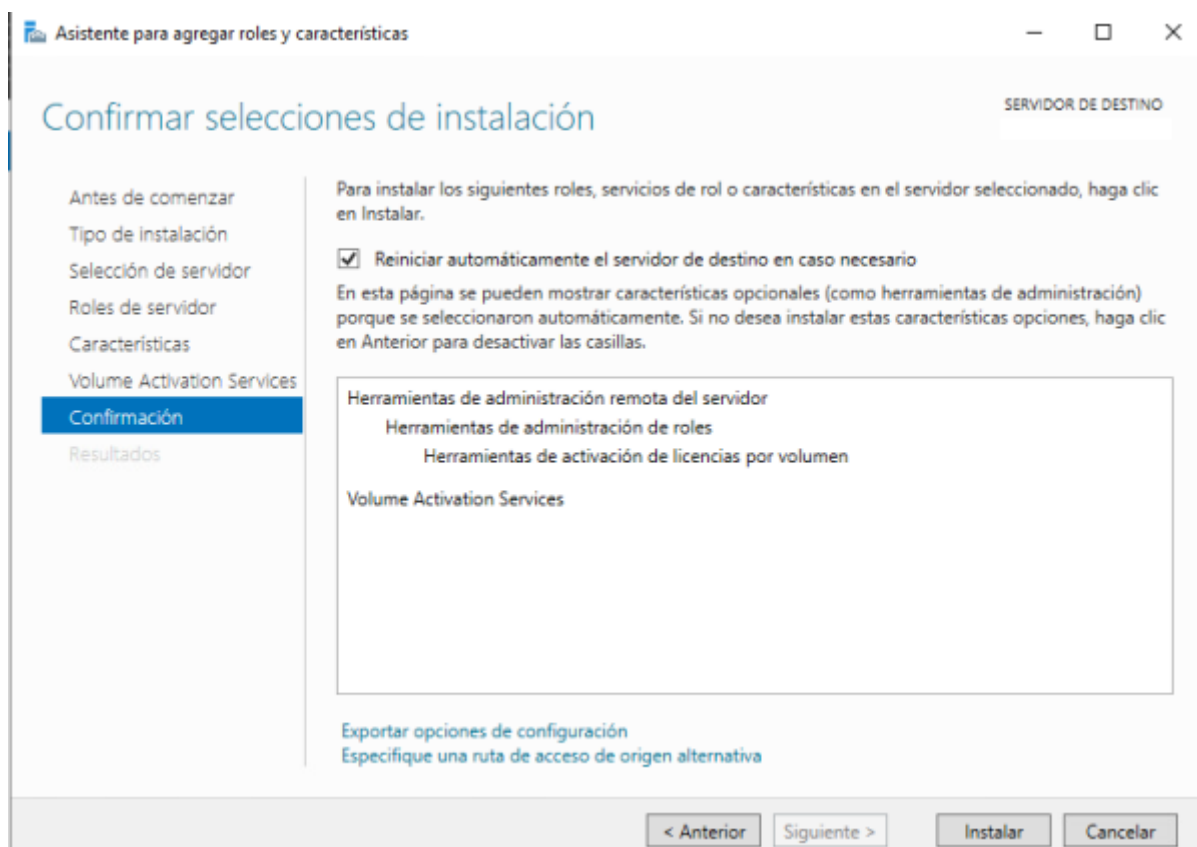 Asistente para agregar roles y características
Confirmar selecciones de instalación
SERVIDOR DE DESTINO
Antes de comenzar
Tipo de instalación
Selección de servidor
Roles de servidor
Características
Volume Activation Services
Confirmación
Resultados
Para instalar los siguientes roles, servicios de rol o características en el servidor seleccionado, haga clic
en Instalar.
Reiniciar automáticamente el servidor de destino en caso necesario
En esta página se pueden mostrar características opcionales (como herramientas de administración)
porque se seleccionaron automáticamente. Si no desea instalar estas características opciones, haga clic
en Anterior para desactivar las casillas.
Herramientas de administración remota del servidor
Herramientas de administración de roles
Herramientas de activación de licencias por volumen
Volume Activation Services
Exportar opciones de configuración
Especifique una ruta de acceso de origen alternativa
< Anterior
Siguiente >
Instalar
Cancelar